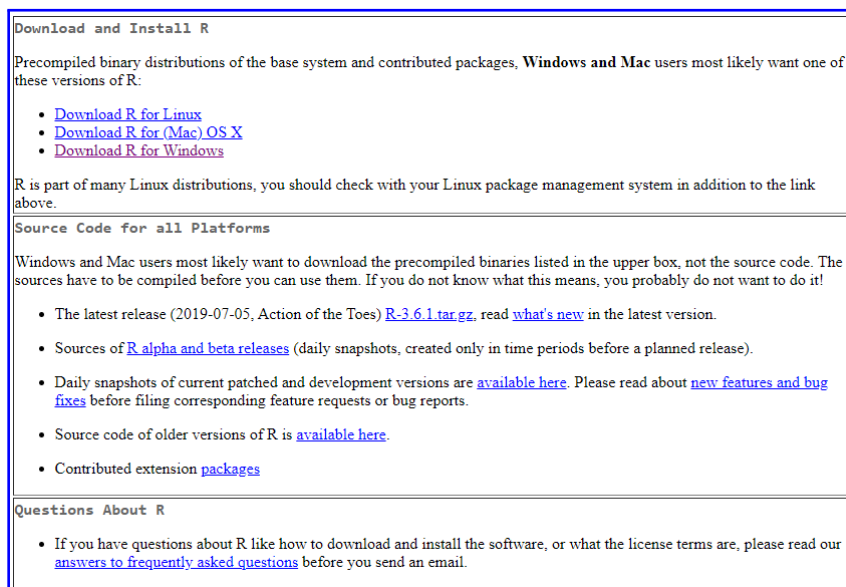 Download and Install R
Precompiled binary distributions of the base system and contributed packages, Windows and Mac users most likely want one of
these versions of R:
• Download R for Linux
• Download R for (Mac) OS X
• Download R for Windows
R is part of many Linux distributions, you should check with your Linux package management system in addition to the link
above.
Source Code for all Platforms
Windows and Mac users most likely want to download the precompiled binaries listed in the upper box, not the source code. The
sources have to be compiled before you can use them. If you do not know what this means, you probably do not want to do it!
• The latest release (2019-07-05, Action of the Toes) R-3.6.1.tar.gz, read what's new in the latest version.
• Sources of R alpha and beta releases (daily snapshots, created only in time periods before a planned release).
• Daily snapshots of current patched and development versions are available here. Please read about new features and bug
fixes before filing corresponding feature requests or bug reports.
• Source code of older versions of R is available here.
• Contributed extension packages
Questions About R
• If you have questions about R like how to download and install the software, or what the license terms are, please read our
answers to frequently asked questions before you send an email.